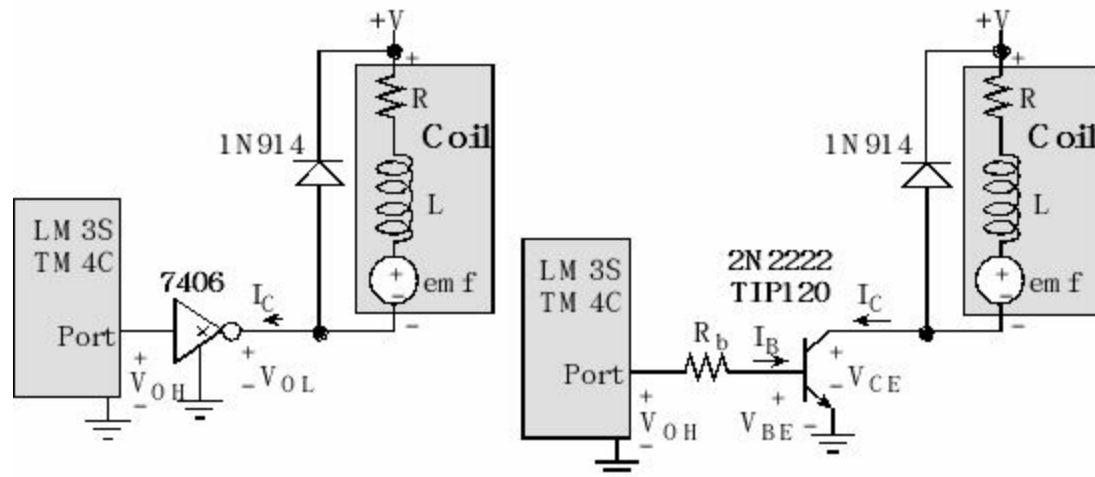 +V
+
R
Coil
1N914
L
+
-
emf
LM3S
TM4C
7406
Port
I_C
-
+
V_OH
-
+
-V_OL
+V
+
R
Coil
1N914
L
+
-
emf
LM3S
TM4C
2N2222
TIP120
Port
R_b
I_B
I_C
-
+
V_OH
-
+
V_BE -
+
-V_CE